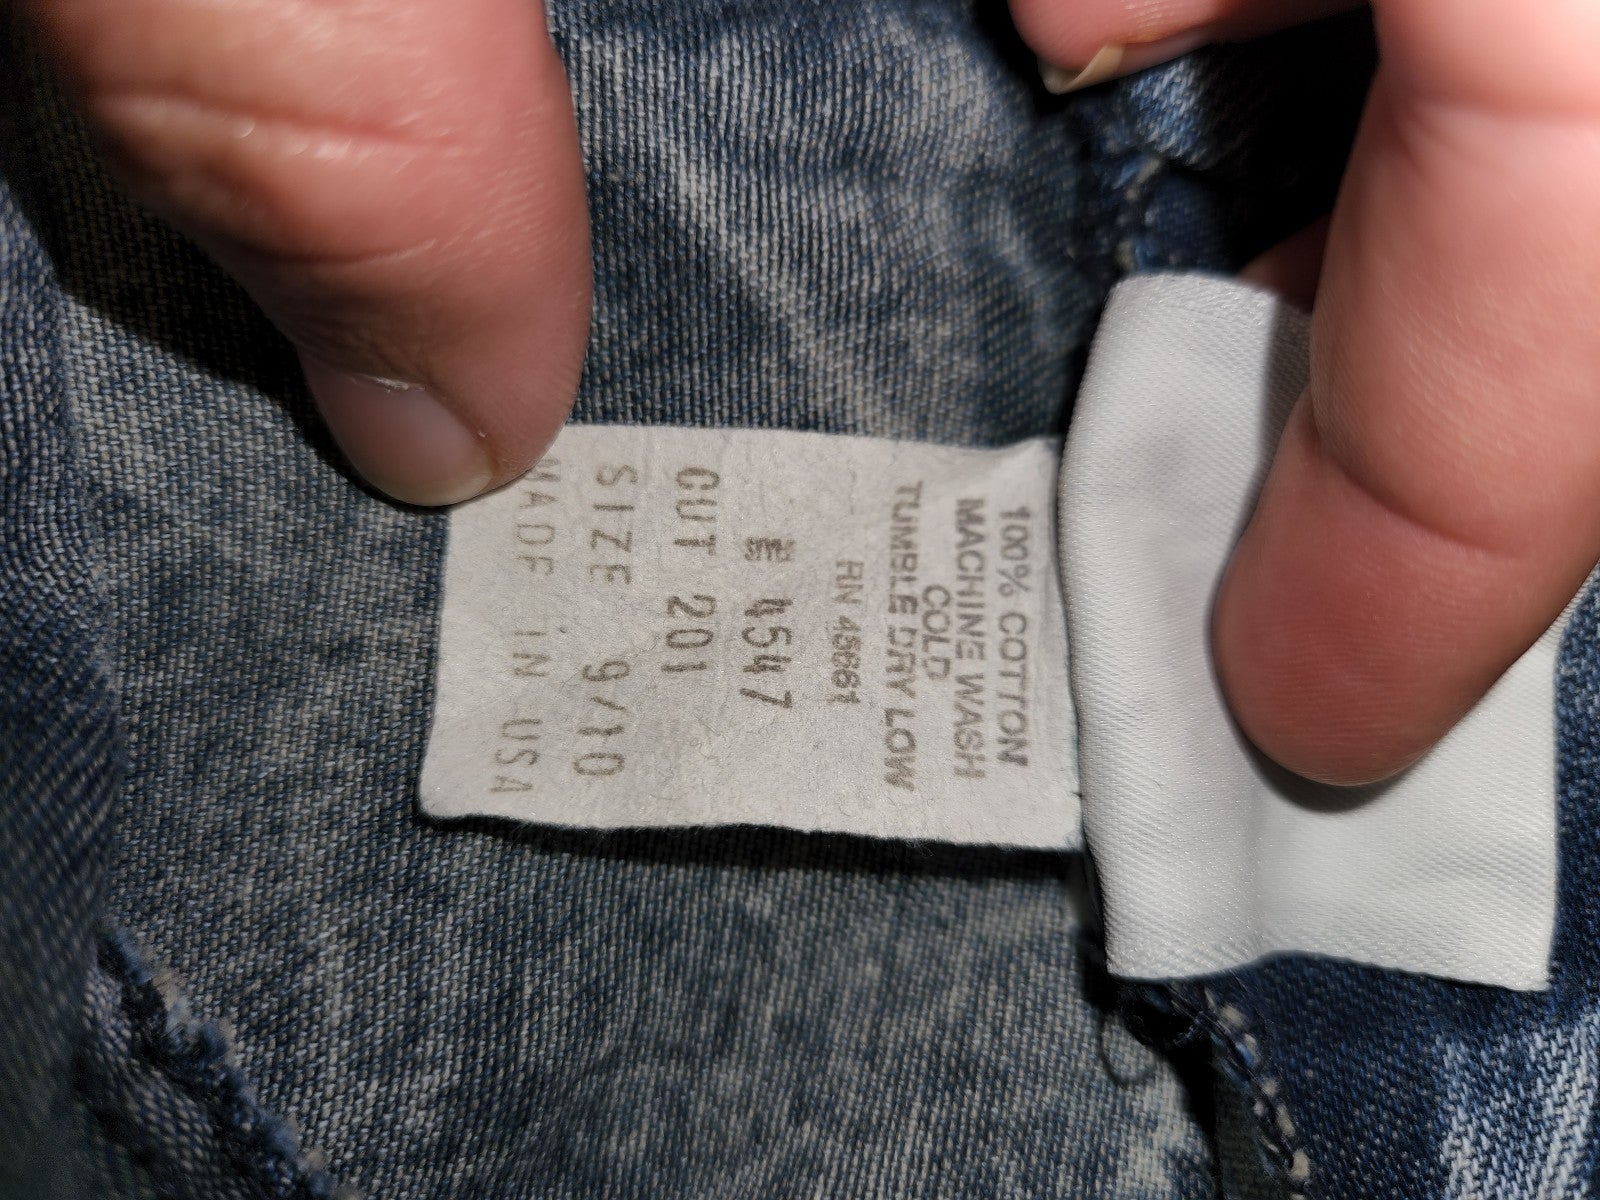 100% COTTON
MACHINE WASH
COLD
TUMBLE DRY LOW
RN 45661
# 4547
CUT 201
SIZE 9/10
MADE IN USA